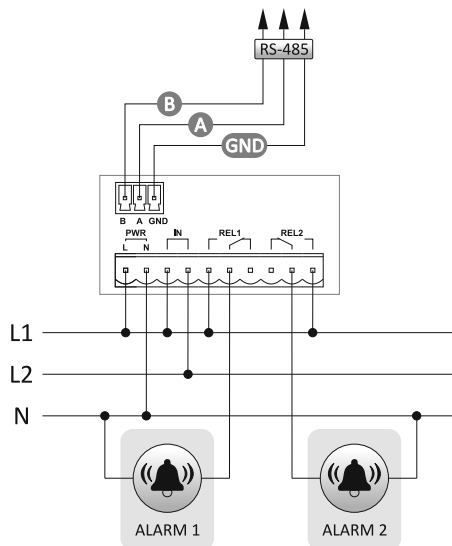 RS-485
B
A
GND
B A GND
PWR IN REL1 REL2
L N
L1
L2
N
ALARM 1 ALARM 2